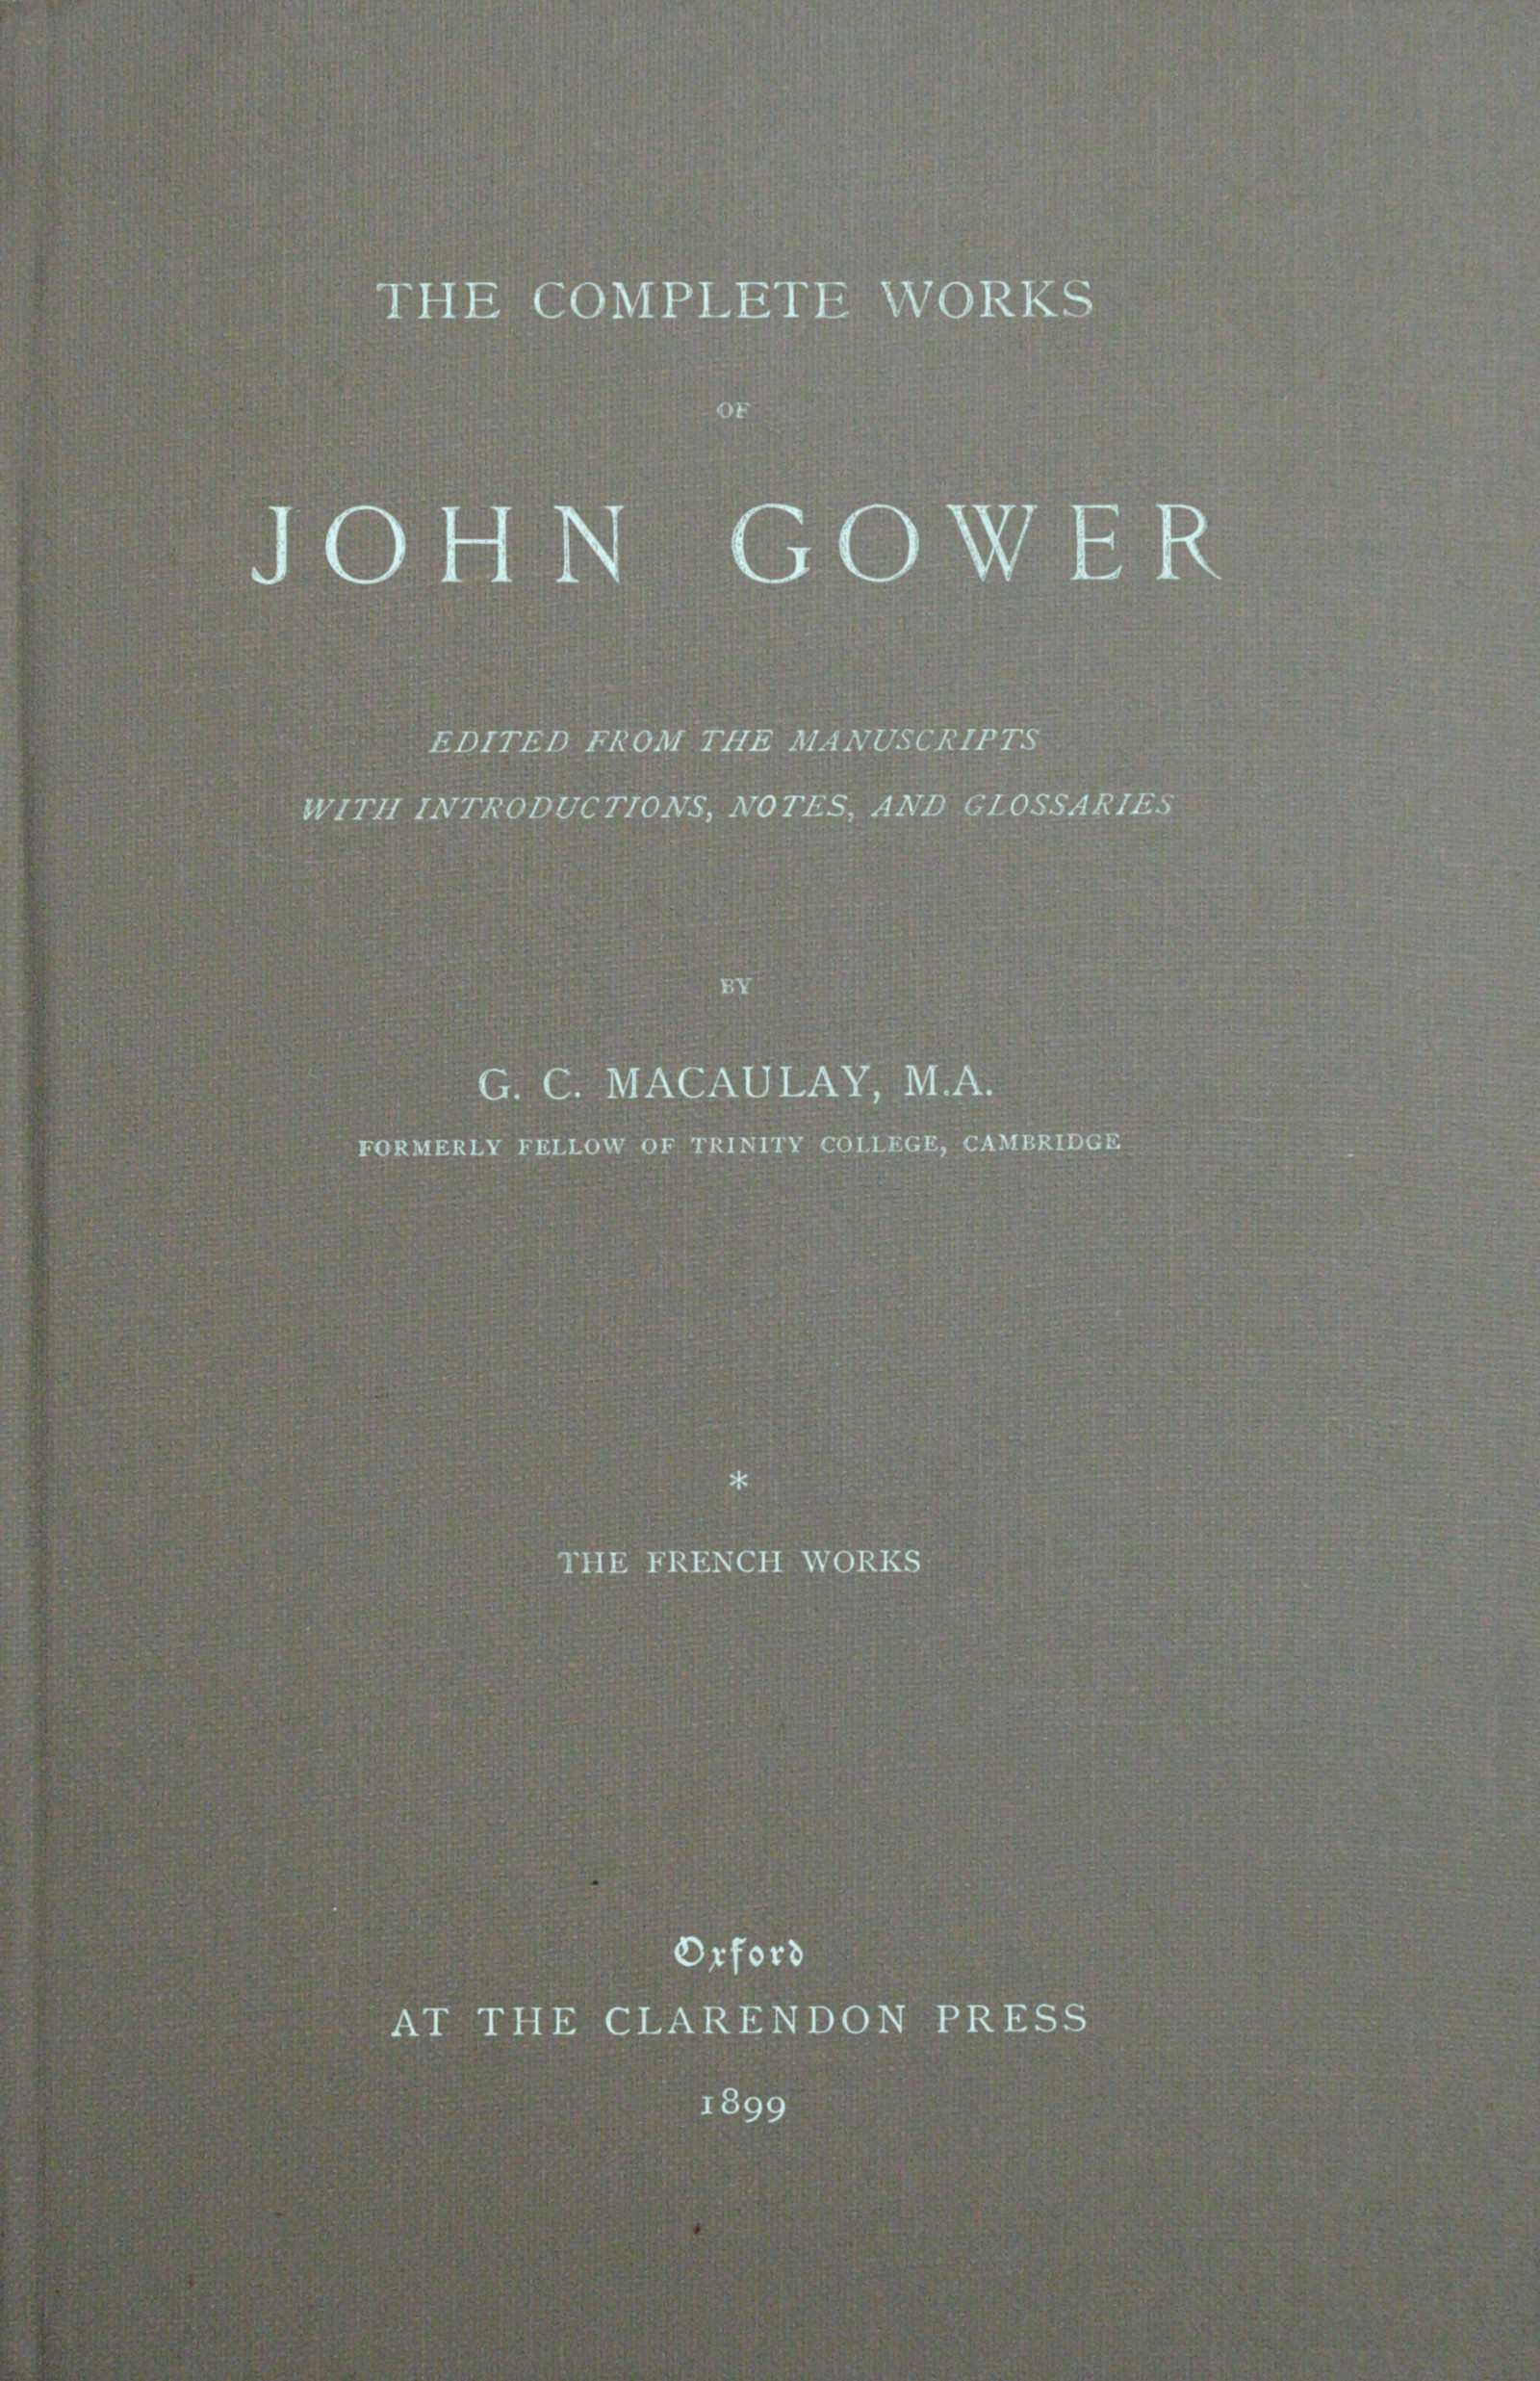 THE COMPLETE WORKS
OF
JOHN GOWER
EDITED FROM THE MANUSCRIPTS
WITH INTRODUCTIONS, NOTES, AND GLOSSARIES
BY
G. C. MACAULAY, M.A.
FORMERLY FELLOW OF TRINITY COLLEGE, CAMBRIDGE
*
THE FRENCH WORKS
Oxford
AT THE CLARENDON PRESS
1899